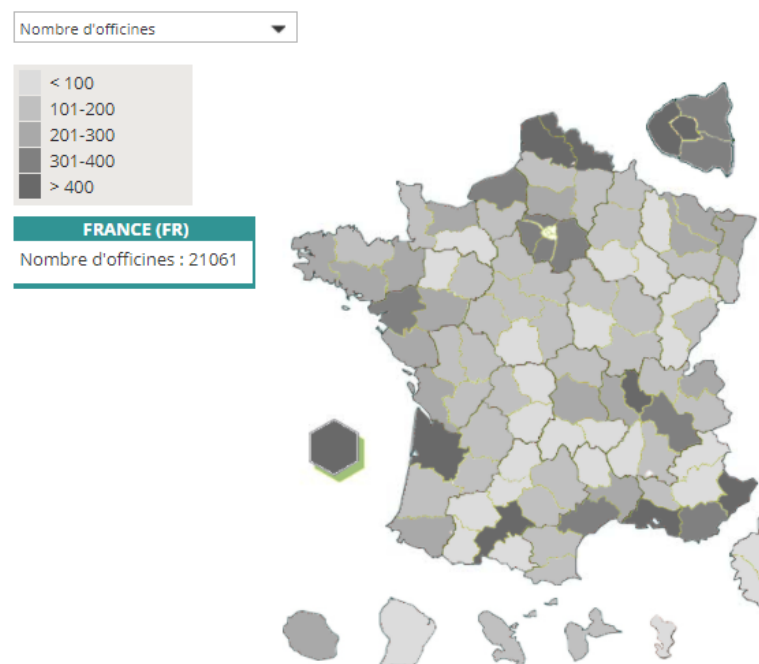 Nombre d'officines
< 100
101-200
201-300
301-400
> 400
FRANCE (FR)
Nombre d'officines : 21061